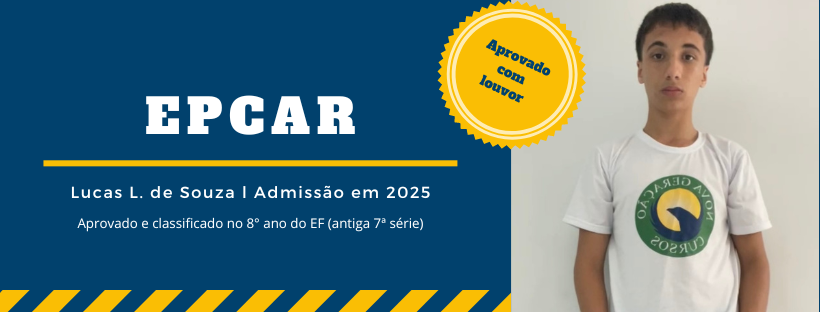 EPCAR
Lucas L. de Souza l Admissão em 2025
Aprovado e classificado no 8° ano do EF (antiga 7ª série)
Aprovado
com
louvor
NOVA GERAÇÃO
CURSOS